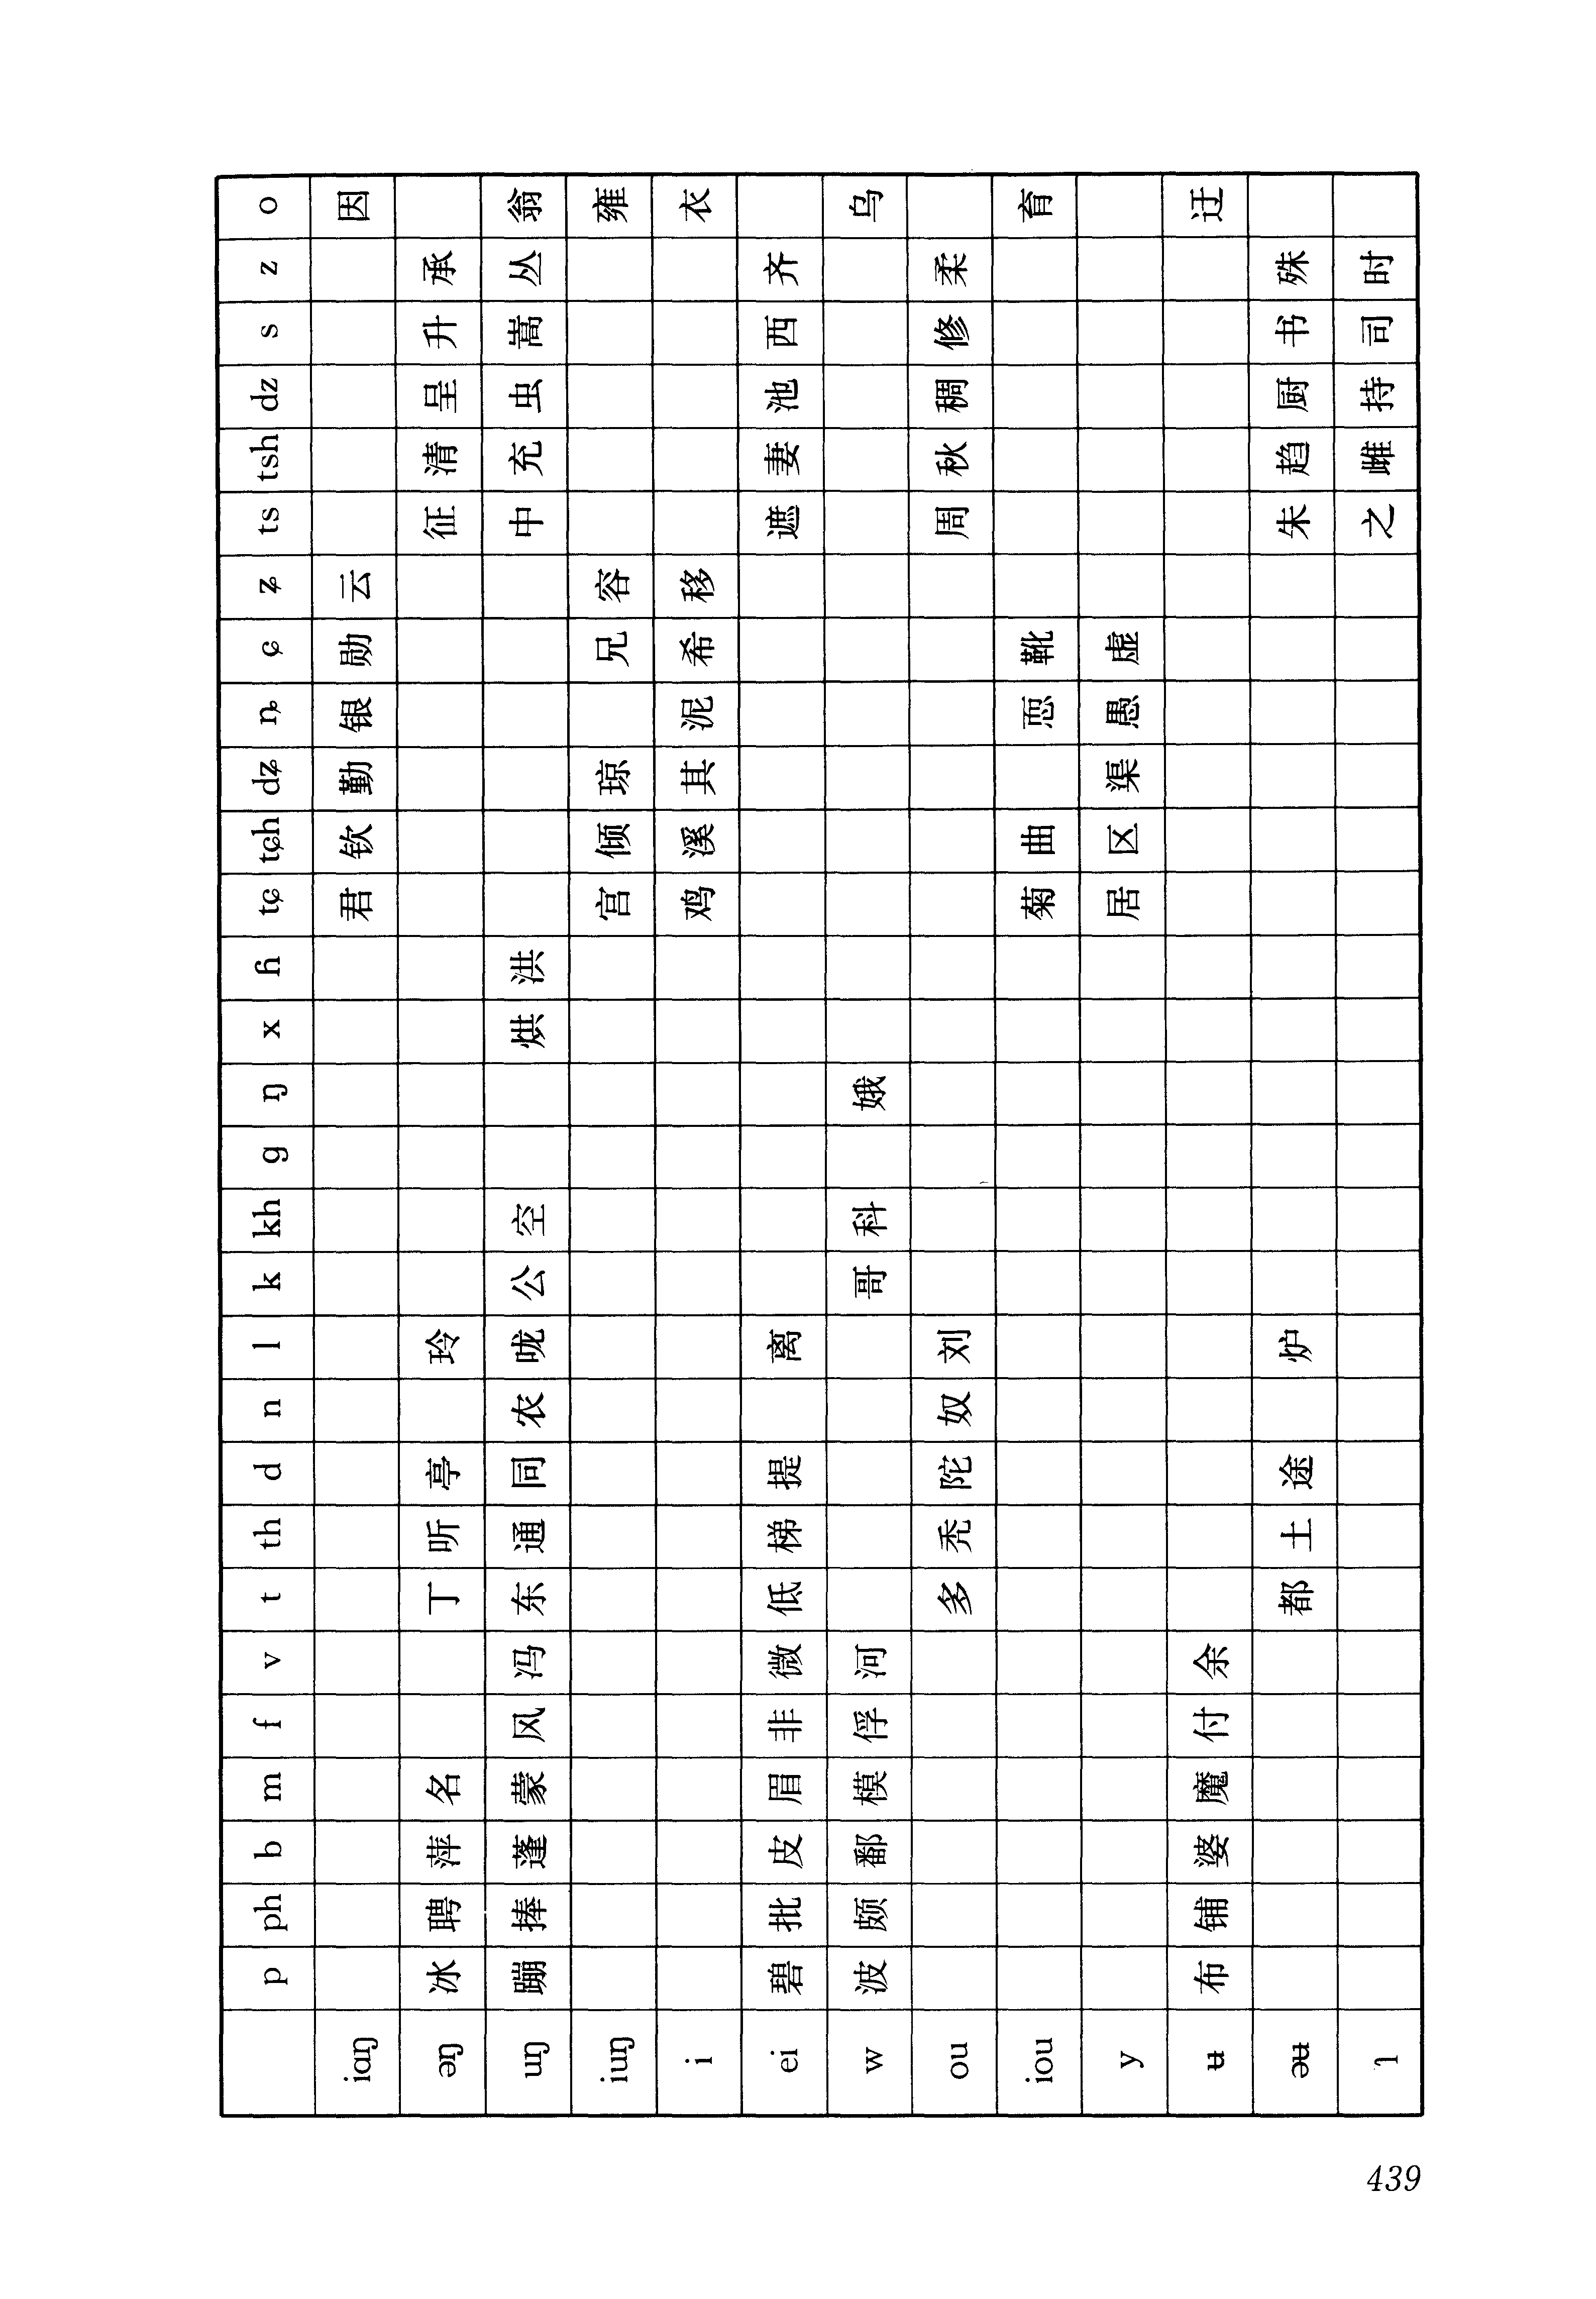 p ph b m f v t th d n l k kh g ŋ x ɦ tɕ tɕh dʑ ȵ ɕ ʑ ts tsh dz s z o
iɑŋ 君 钦 勤 银 勋 云 因
əŋ 冰 聘 萍 名 丁 听 亭 玲 征 清 呈 升 承
uŋ 蹦 捧 蓬 蒙 风 冯 东 通 同 农 咙 公 空 烘 洪 中 充 虫 嵩 丛 翁
iuŋ 宫 倾 琼 兄 容 雍
i 鸡 溪 其 泥 希 移 衣
ei 碧 批 皮 眉 非 微 低 梯 提 离 遮 妻 池 西 齐
w 波 颇 鄱 模 俘 河 哥 科 娥 乌
ou 多 秃 陀 奴 刘 周 秋 稠 修 柔
iou 菊 曲 恧 靴 育
y 居 区 渠 愚 虚
ʉ 布 铺 婆 魔 付 余 迂
əʉ 都 土 途 炉 朱 趋 厨 书 殊
ɿ 之 雌 持 司 时
439